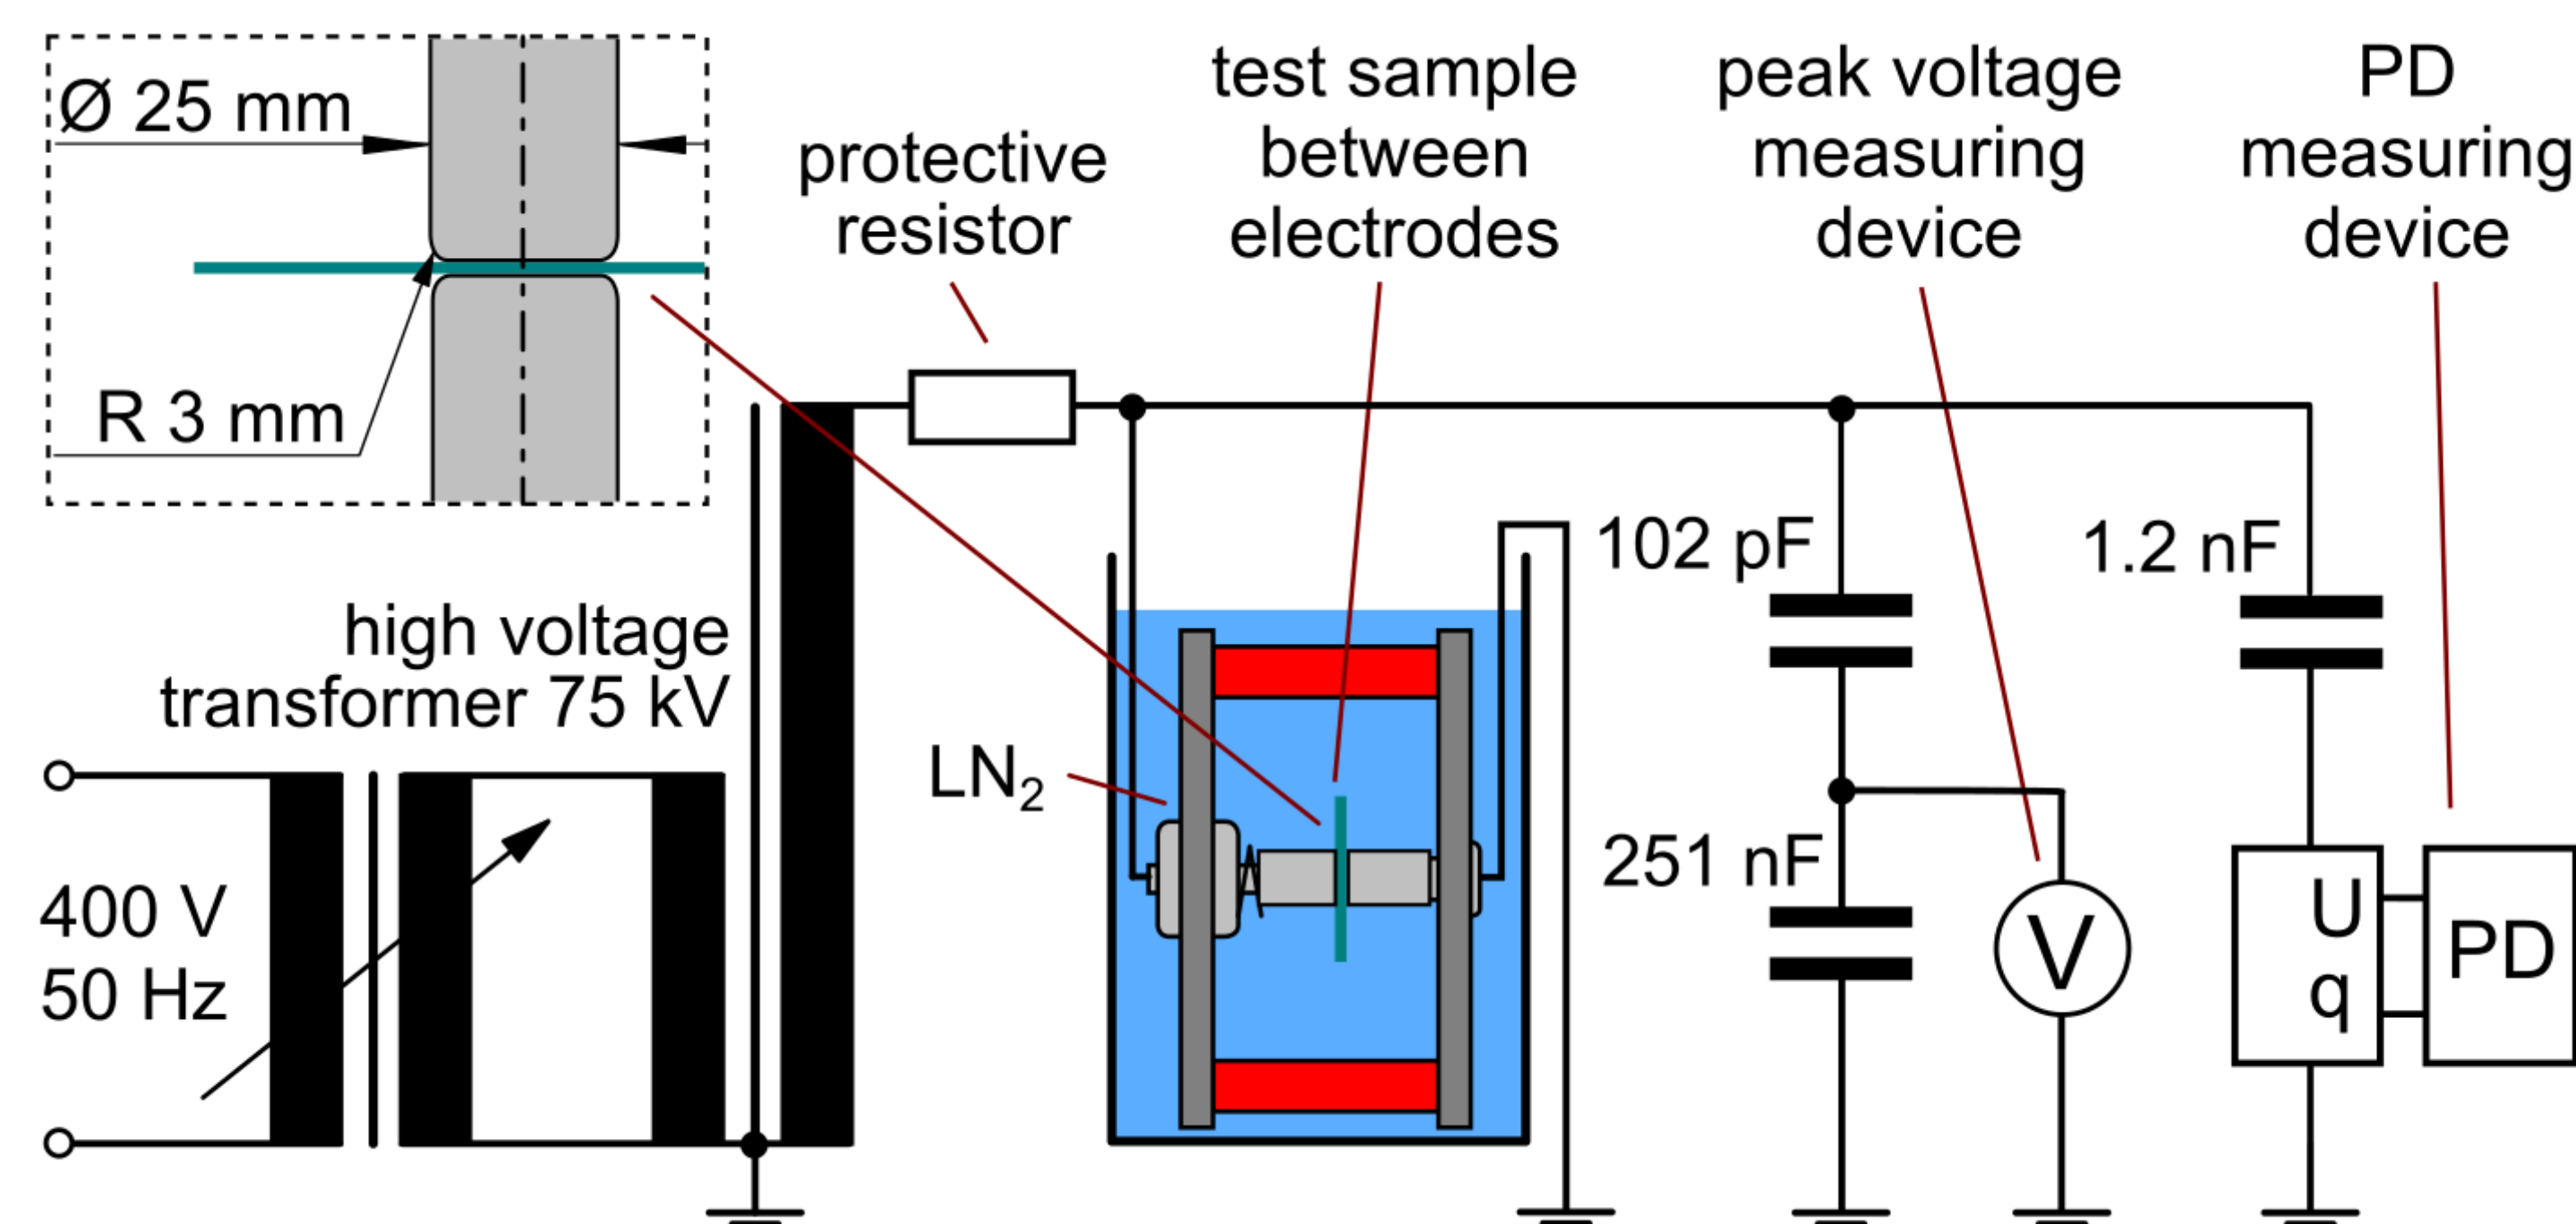 Ø 25 mm
R 3 mm
protective
resistor
test sample
between
electrodes
peak voltage
measuring
device
PD
measuring
device
high voltage
transformer 75 kV
400 V
50 Hz
LN₂
102 pF
251 nF
1.2 nF
V
U
q
PD